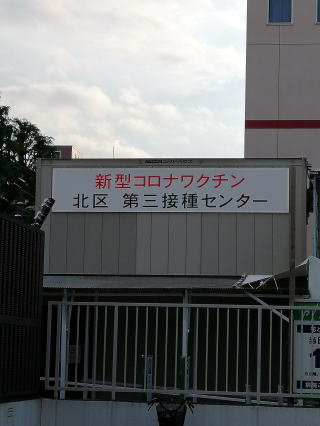 新型コロナワクチン
北区 第三接種センター